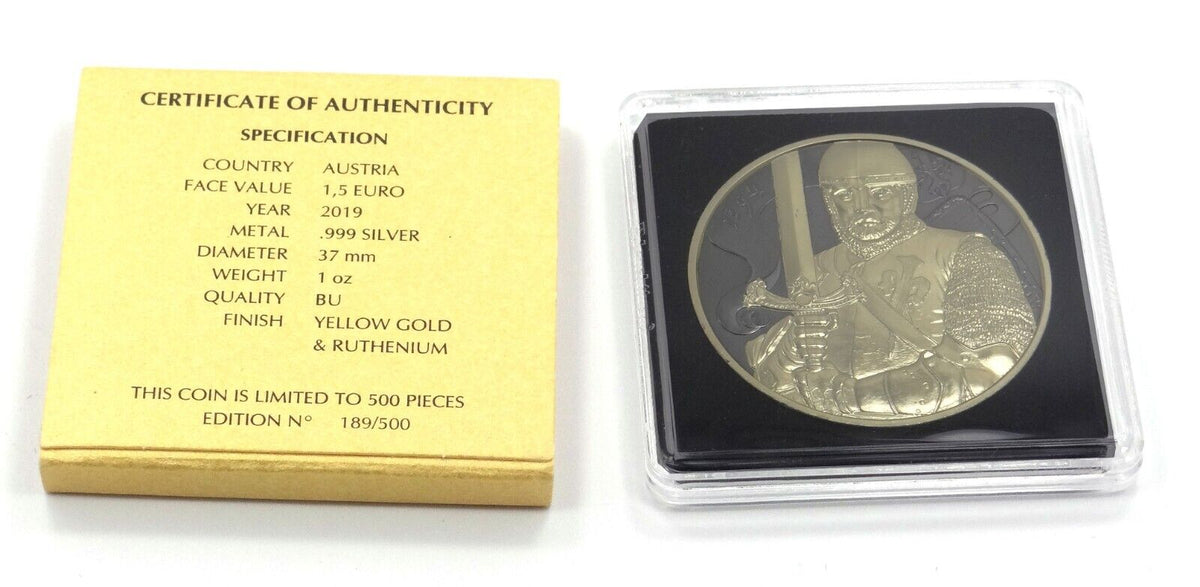 CERTIFICATE OF AUTHENTICITY
SPECIFICATION
COUNTRY AUSTRIA
FACE VALUE 1,5 EURO
YEAR 2019
METAL .999 SILVER
DIAMETER 37 mm
WEIGHT 1 oz
QUALITY BU
FINISH YELLOW GOLD
& RUTHENIUM
THIS COIN IS LIMITED TO 500 PIECES
EDITION N° 189/500